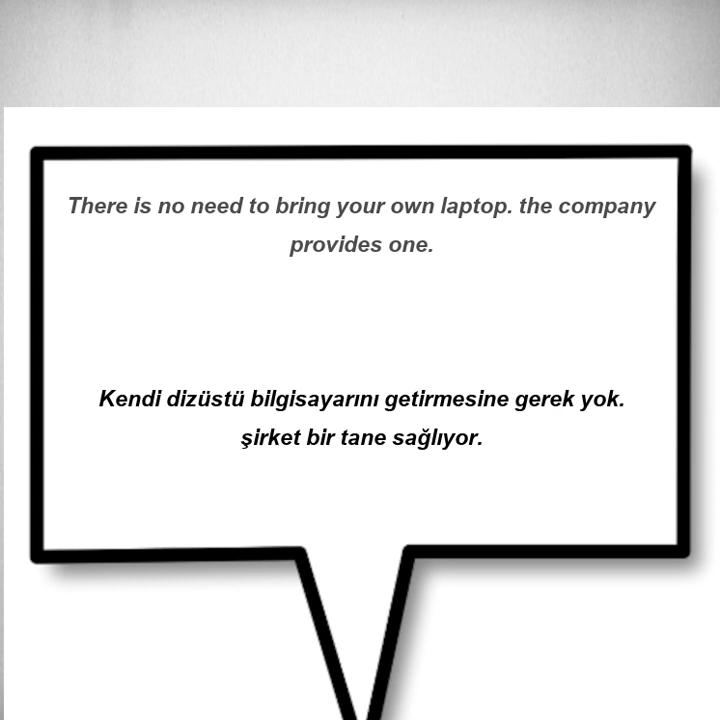 There is no need to bring your own laptop. the company
provides one.
Kendi dizüstü bilgisayarını getirmesine gerek yok.
şirket bir tane sağlıyor.